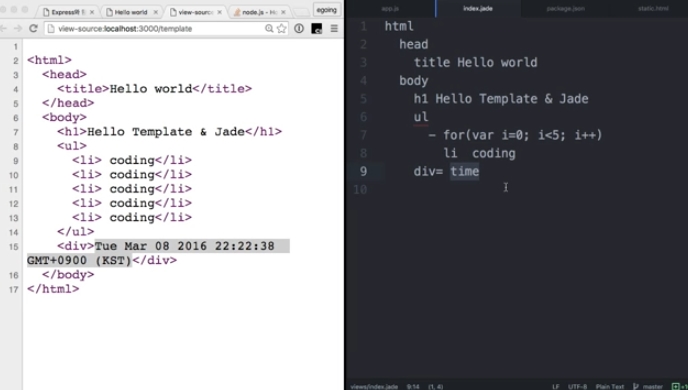 Hello world
view-sourc
node.js -
egoing
view-source:localhost:3000/template
1
2 <html>
3 <head>
4 <title>Hello world</title>
5 </head>
6 <body>
7 <h1>Hello Template & Jade</h1>
8 <ul>
9 <li> coding</li>
10 <li> coding</li>
11 <li> coding</li>
12 <li> coding</li>
13 <li> coding</li>
14 </ul>
15 <div>Tue Mar 08 2016 22:22:38
GMT+0900 (KST)</div>
16 </body>
17 </html>
app.js index.jade package.json static.html
1 html
2 head
3 title Hello world
4 body
5 h1 Hello Template & Jade
6 ul
7 - for(var i=0; i<5; i++)
8 li  coding
9 div= time
10
views/index.jade 9:14 (1, 4) LF UTF-8 Plain Text master +1